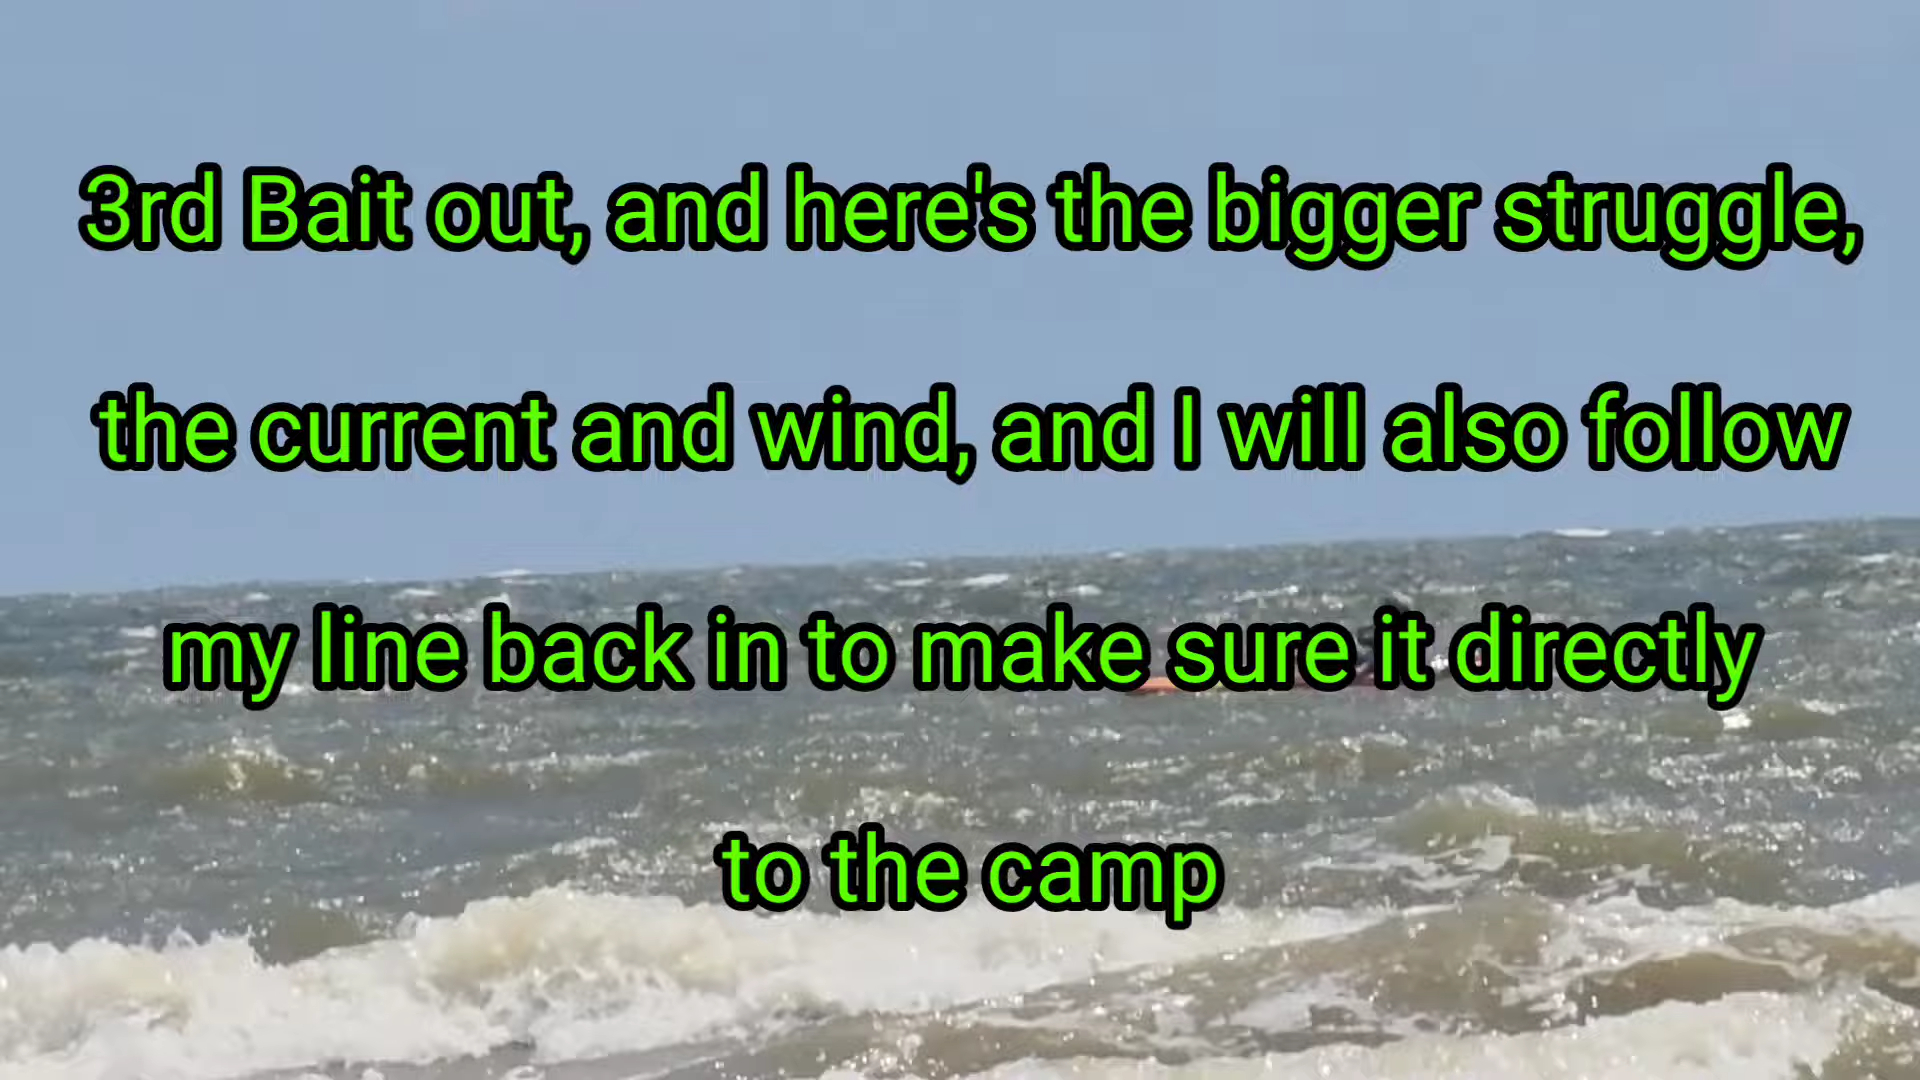 3rd Bait out, and here's the bigger struggle,
the current and wind, and I will also follow
my line back in to make sure it directly
to the camp